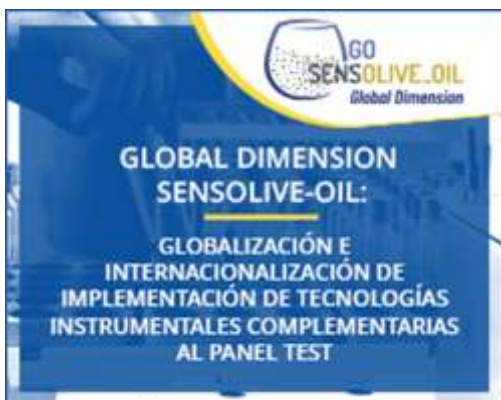 GO
SENSOLIVE_OIL
Global Dimension
GLOBAL DIMENSION
SENSOLIVE-OIL:
GLOBALIZACIÓN E
INTERNACIONALIZACIÓN DE
IMPLEMENTACIÓN DE TECNOLOGÍAS
INSTRUMENTALES COMPLEMENTARIAS
AL PANEL TEST